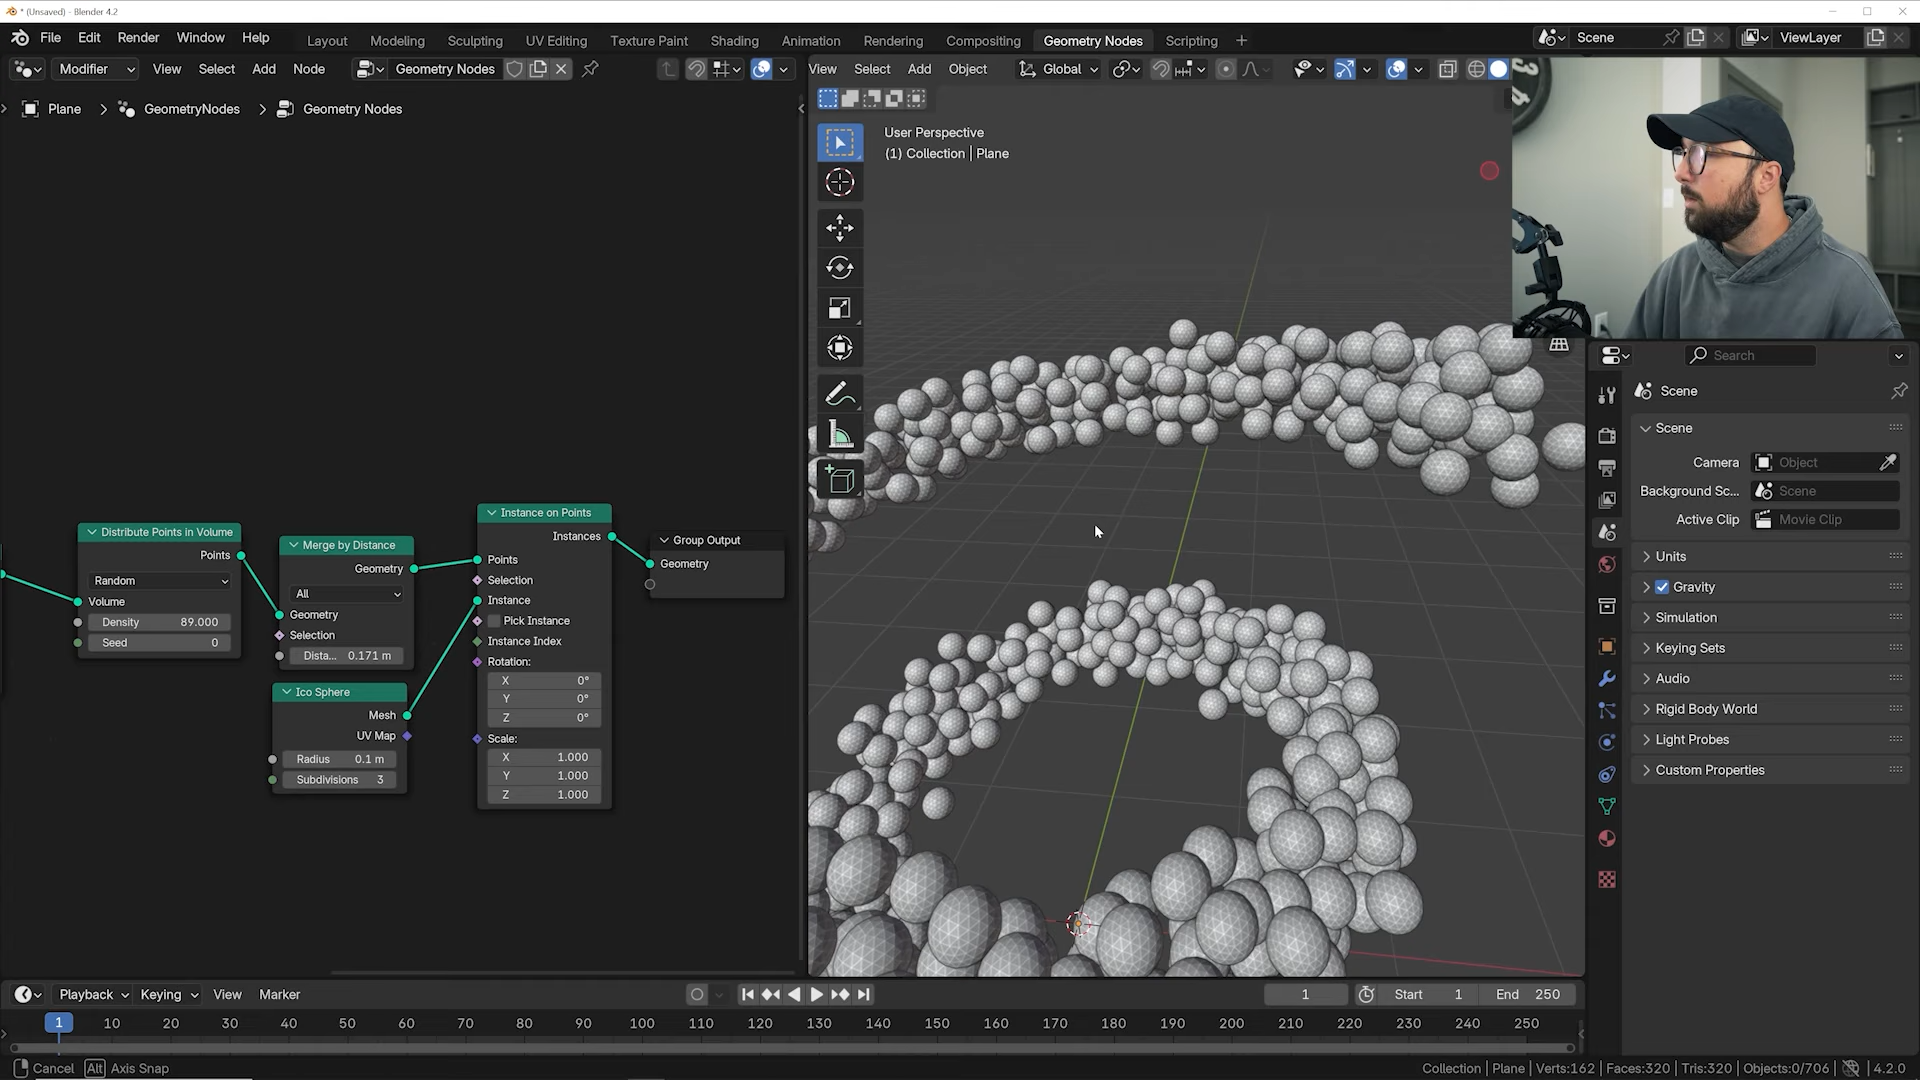 * (Unsaved) - Blender 4.2
File Edit Render Window Help Layout Modeling Sculpting UV Editing Texture Paint Shading Animation Rendering Compositing Geometry Nodes Scripting + Scene ViewLayer
Modifier View Select Add Node Geometry Nodes View Select Add Object Global
Plane > GeometryNodes > Geometry Nodes
User Perspective
(1) Collection | Plane
Search
Scene
Scene
Camera Object
Background Sc... Scene
Active Clip Movie Clip
Units
Gravity
Simulation
Keying Sets
Audio
Rigid Body World
Light Probes
Custom Properties
Distribute Points in Volume
Points
Random
Volume
Density 89.000
Seed 0
Merge by Distance
Geometry
All
Geometry
Selection
Dista... 0.171 m
Ico Sphere
Mesh
UV Map
Radius 0.1 m
Subdivisions 3
Instance on Points
Instances
Points
Selection
Instance
Pick Instance
Instance Index
Rotation:
X 0°
Y 0°
Z 0°
Scale:
X 1.000
Y 1.000
Z 1.000
Group Output
Geometry
Playback Keying View Marker 1 Start 1 End 250
1 10 20 30 40 50 60 70 80 90 100 110 120 130 140 150 160 170 180 190 200 210 220 230 240 250
Cancel Alt Axis Snap Collection | Plane | Verts:162 | Faces:320 | Tris:320 | Objects:0/706 | 4.2.0